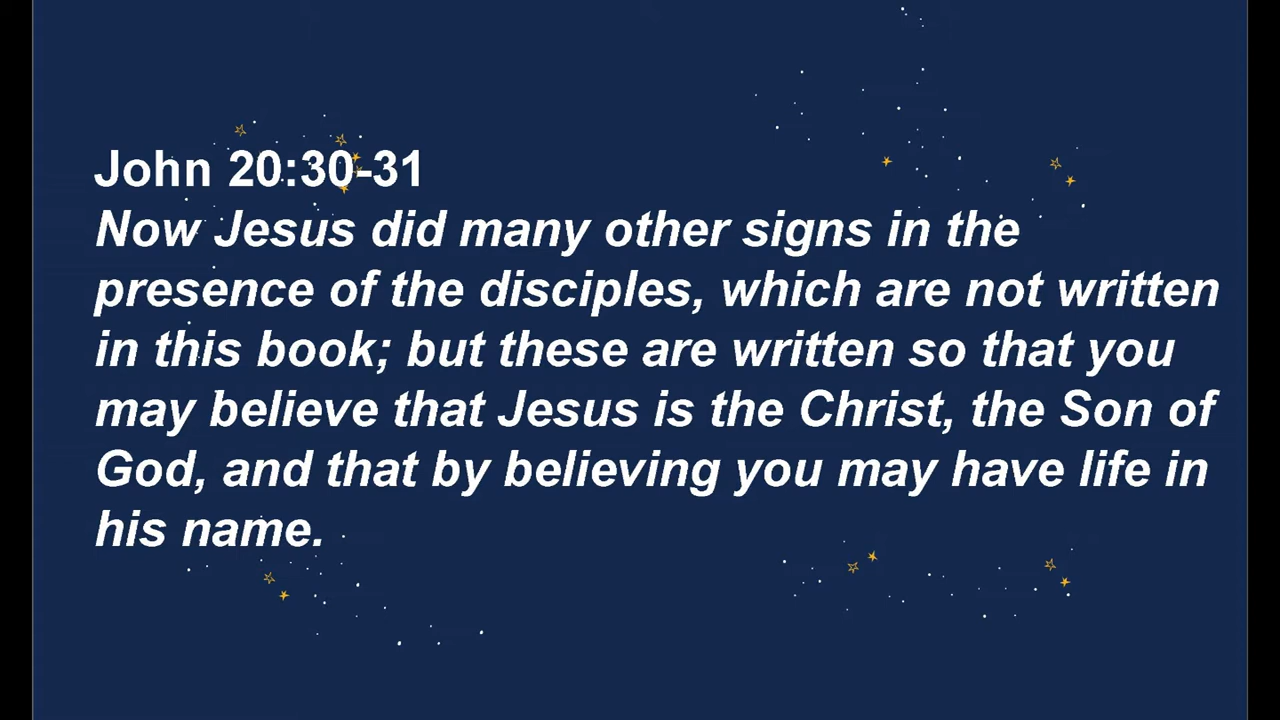 John 20:30-31
Now Jesus did many other signs in the
presence of the disciples, which are not written
in this book; but these are written so that you
may believe that Jesus is the Christ, the Son of
God, and that by believing you may have life in
his name.